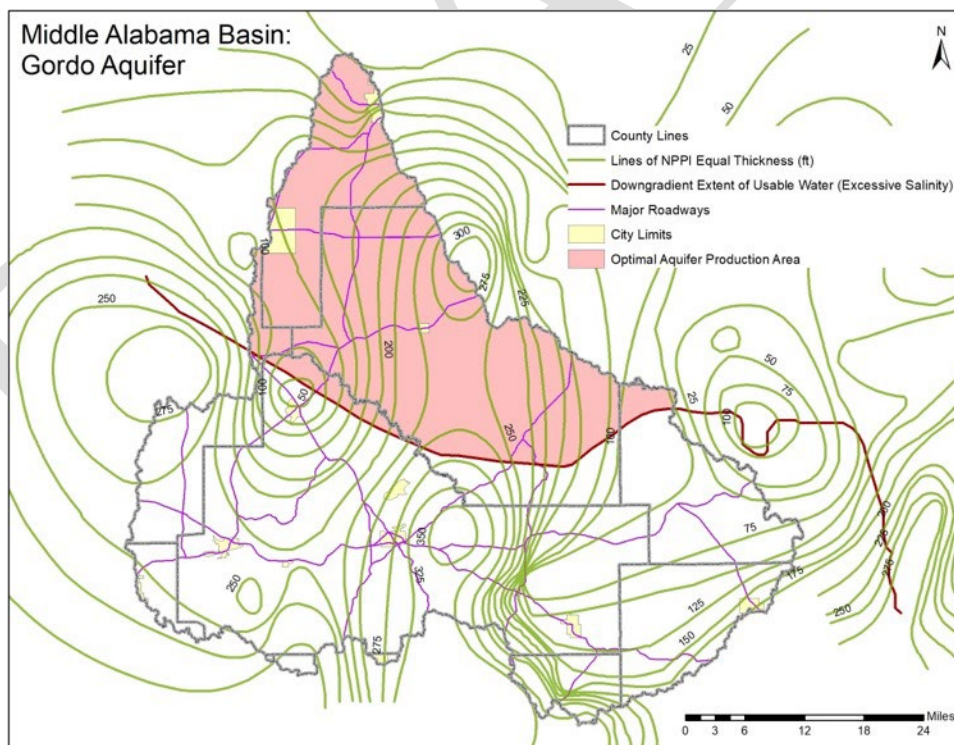 Middle Alabama Basin:
Gordo Aquifer
N
25
50
County Lines
Lines of NPPI Equal Thickness (ft)
Downgradient Extent of Usable Water (Excessive Salinity)
Major Roadways
City Limits
Optimal Aquifer Production Area
300
100
275
225
250
200
50
75
100
50
25
100
275
250
100
350
75
325
175
275
250
125
250
150
275
Miles
0 3 6 12 18 24